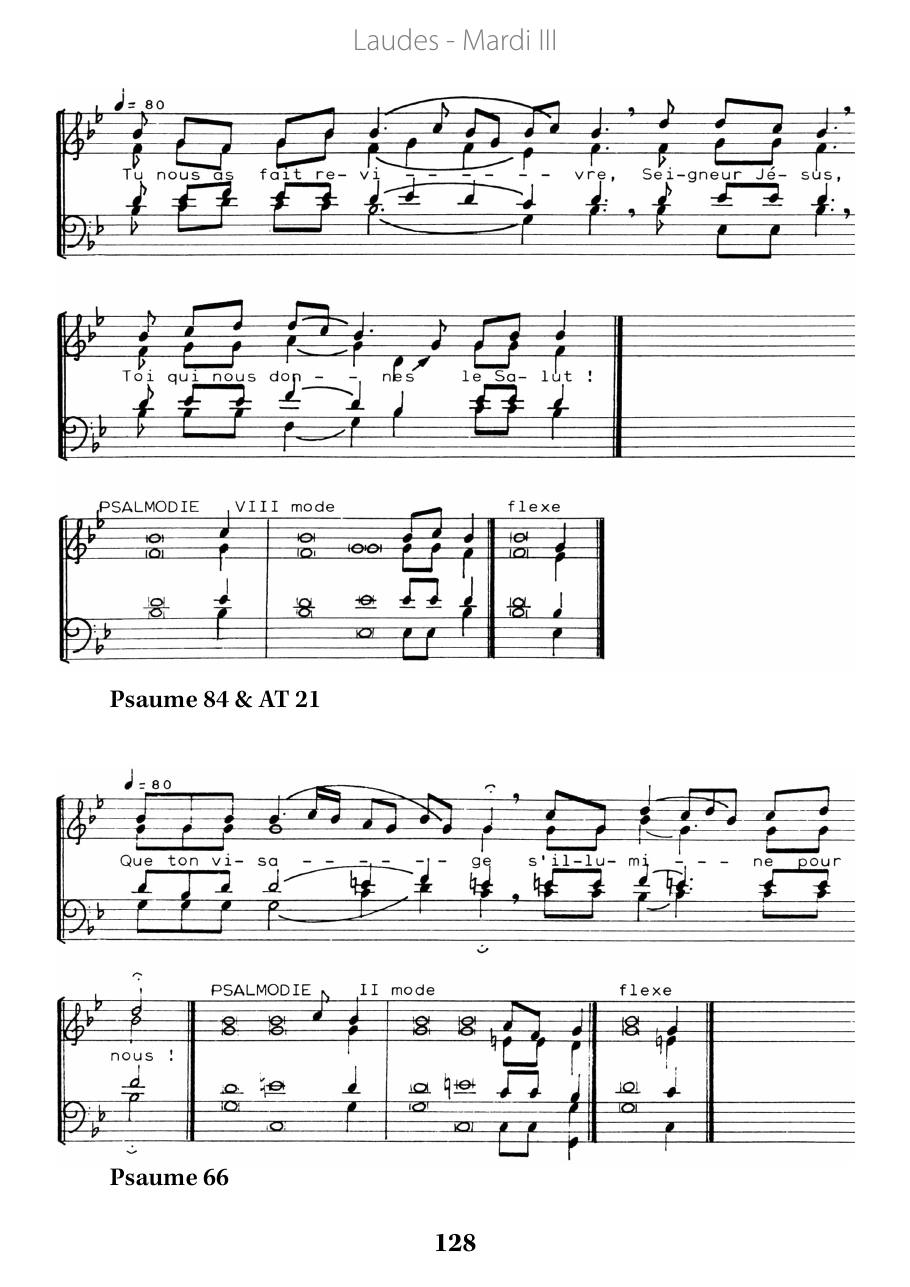 Laudes - Mardi III
♩= 80
Tu nous as fait re- vi - - - - - - vre, Sei-gneur Jé- sus,
Toi qui nous don - - nes le Sa- lut !
PSALMODIE VIII mode flexe
Psaume 84 & AT 21
♩= 80
Que ton vi- sa - - - - - - ge s'il-lu- mi - - - ne pour
PSALMODIE II mode flexe
nous !
Psaume 66
128